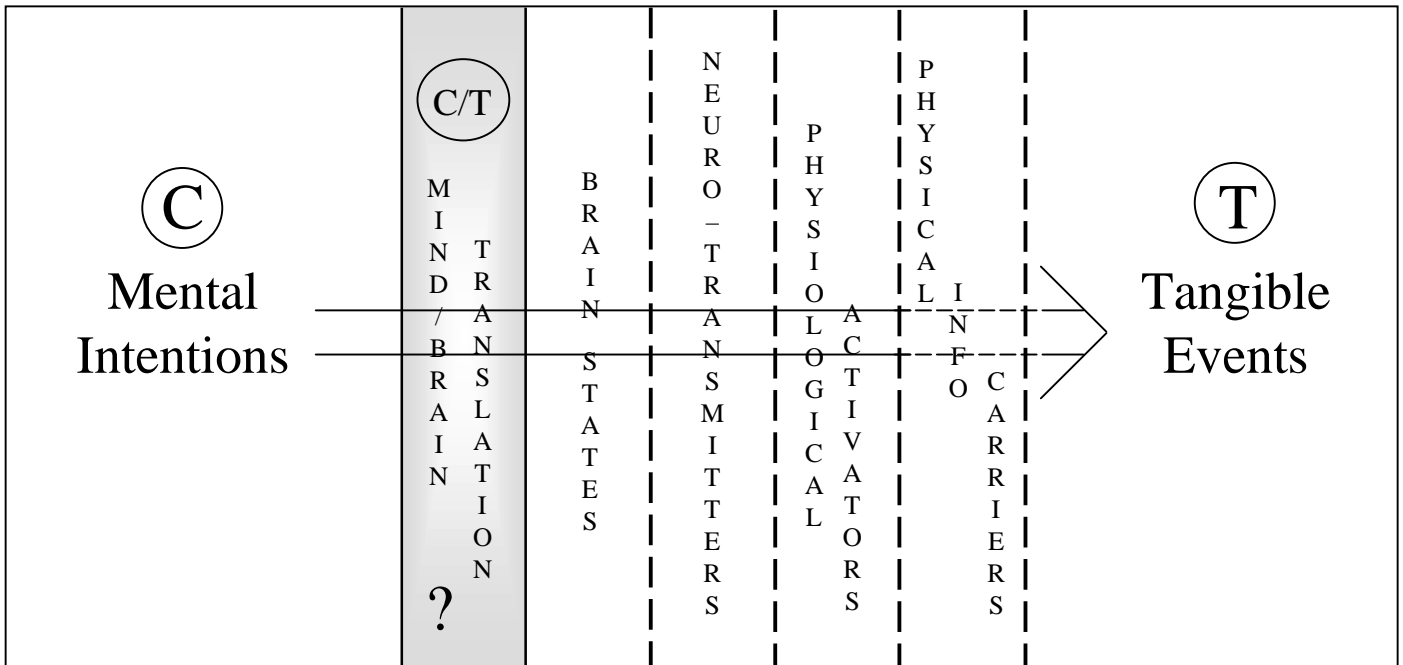 C
Mental
Intentions
C/T
MIND/BRAIN
TRANSLATION
?
BRAIN STATES
NEURO–TRANSMITTERS
PHYSIOLOGICAL
ACTIVATORS
PHYSICAL
INFO
CARRIERS
T
Tangible
Events